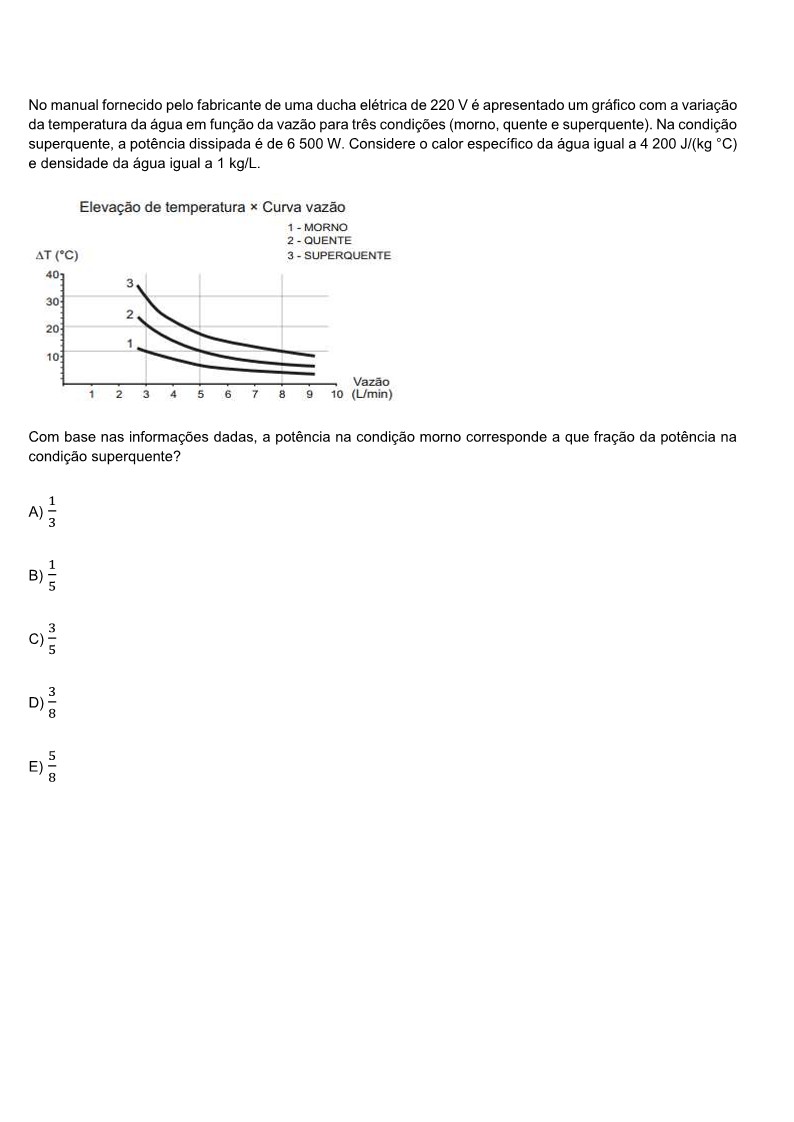 No manual fornecido pelo fabricante de uma ducha elétrica de 220 V é apresentado um gráfico com a variação
da temperatura da água em função da vazão para três condições (morno, quente e superquente). Na condição
superquente, a potência dissipada é de 6 500 W. Considere o calor específico da água igual a 4 200 J/(kg °C)
e densidade da água igual a 1 kg/L.
Elevação de temperatura × Curva vazão
1 - MORNO
2 - QUENTE
3 - SUPERQUENTE
ΔT (°C)
40
30
20
10
3
2
1
1 2 3 4 5 6 7 8 9 10
Vazão
(L/min)
Com base nas informações dadas, a potência na condição morno corresponde a que fração da potência na
condição superquente?
A) 1/3
B) 1/5
C) 3/5
D) 3/8
E) 5/8